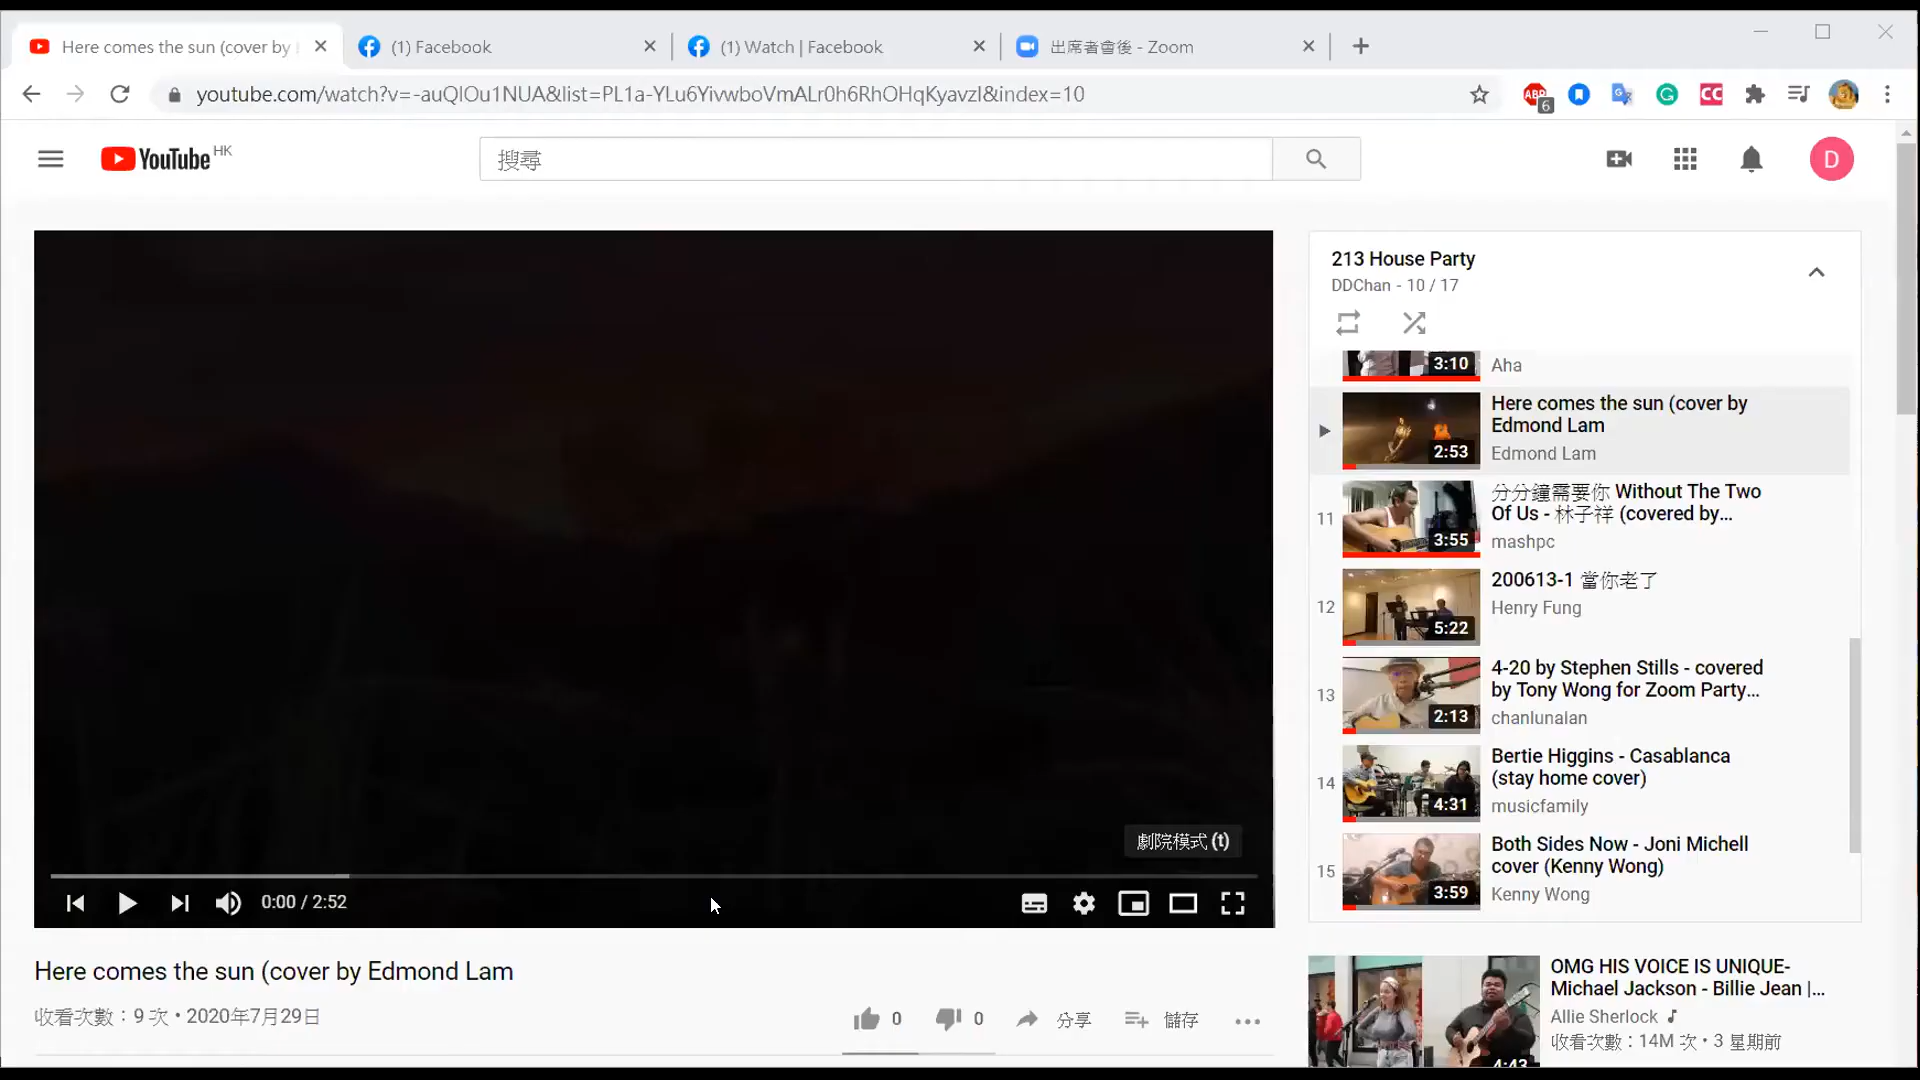 Here comes the sun (cover by
(1) Facebook
(1) Watch | Facebook
出席者會後 - Zoom
youtube.com/watch?v=-auQlOu1NUA&list=PL1a-YLu6YivwboVmALr0h6RhOHqKyavzl&index=10
ABP
6
CC
YouTube HK
搜尋
D
213 House Party
DDChan - 10 / 17
3:10
Aha
Here comes the sun (cover by
Edmond Lam
2:53
Edmond Lam
11
分分鐘需要你 Without The Two
Of Us - 林子祥 (covered by...
3:55
mashpc
12
200613-1 當你老了
Henry Fung
5:22
13
4-20 by Stephen Stills - covered
by Tony Wong for Zoom Party...
2:13
chanlunalan
14
Bertie Higgins - Casablanca
(stay home cover)
4:31
musicfamily
15
Both Sides Now - Joni Michell
cover (Kenny Wong)
3:59
Kenny Wong
劇院模式 (t)
0:00 / 2:52
Here comes the sun (cover by Edmond Lam
收看次數：9 次 • 2020年7月29日
0
0
分享
儲存
OMG HIS VOICE IS UNIQUE-
Michael Jackson - Billie Jean |...
Allie Sherlock
收看次數：14M 次 • 3 星期前
4:43